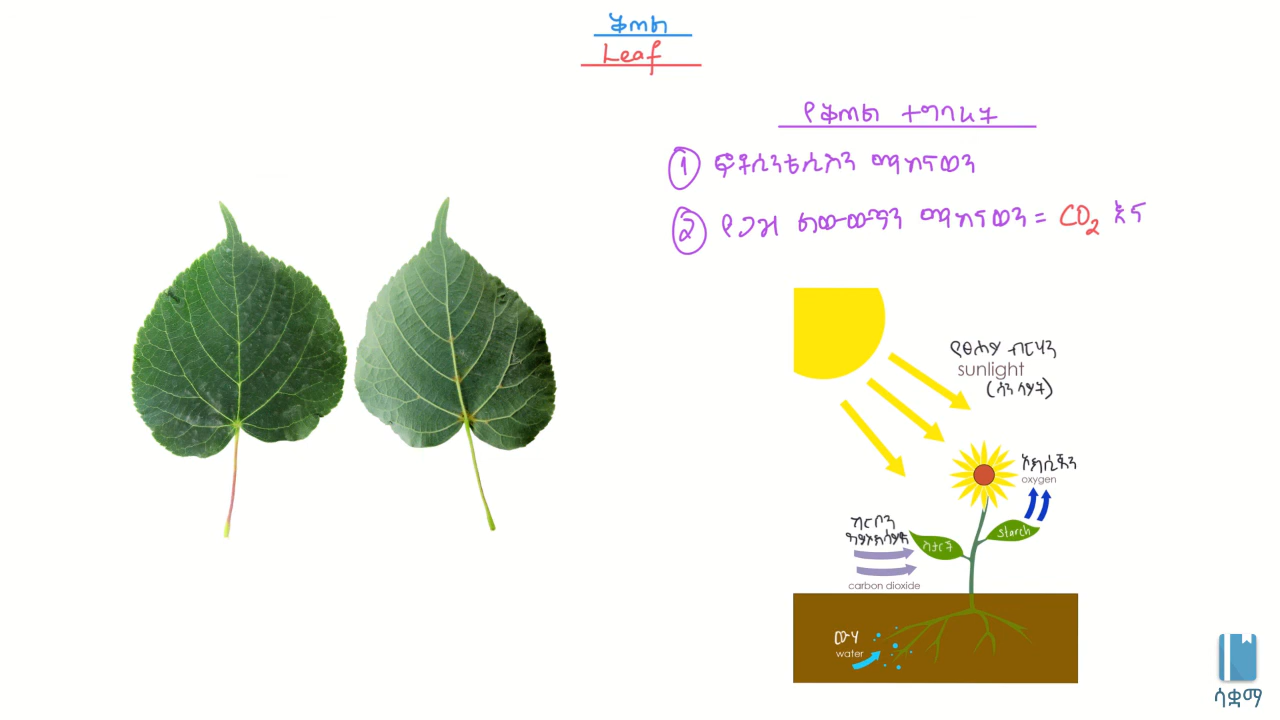 ቅጠል
Leaf
የቅጠል ተግባራት
1 ፎቶሲንቴሲስን ማከናወን
2 የጋዝ ልውውጥን ማከናወን = CO2 እና
የፀሐይ ብርሃን
sunlight
(ሳን ላይት)
ኦክሲጅን
oxygen
ካርቦን
ዳይኦክሳይድ
carbon dioxide
ስታርች
Starch
ውሃ
water
ሳቋማ